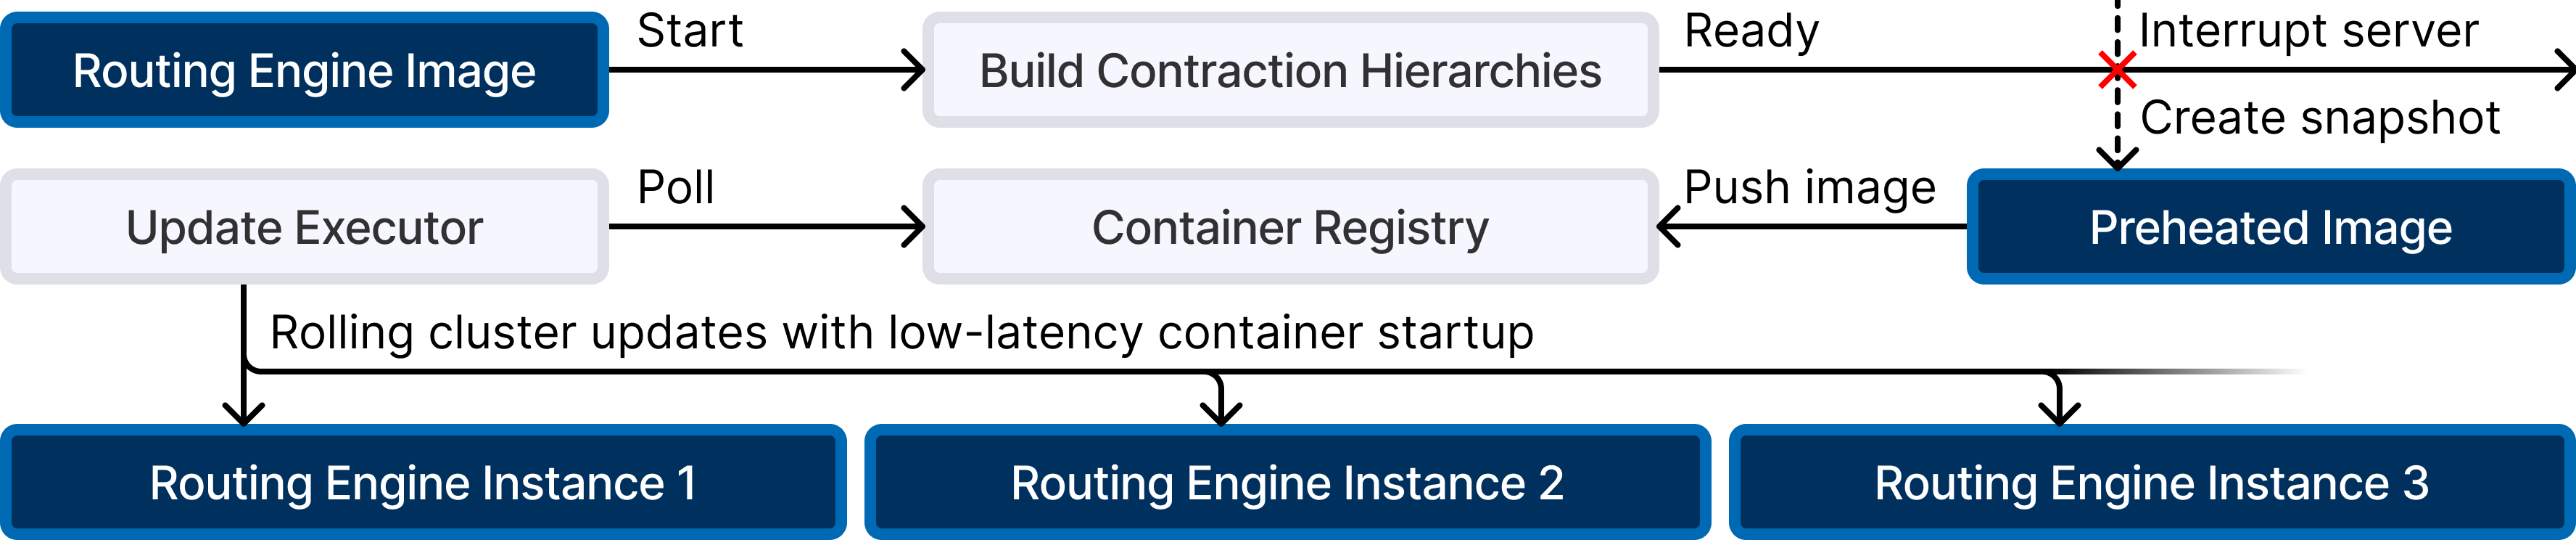 Routing Engine Image
Start
Build Contraction Hierarchies
Ready
Interrupt server
Create snapshot
Update Executor
Poll
Container Registry
Push image
Preheated Image
Rolling cluster updates with low-latency container startup
Routing Engine Instance 1
Routing Engine Instance 2
Routing Engine Instance 3